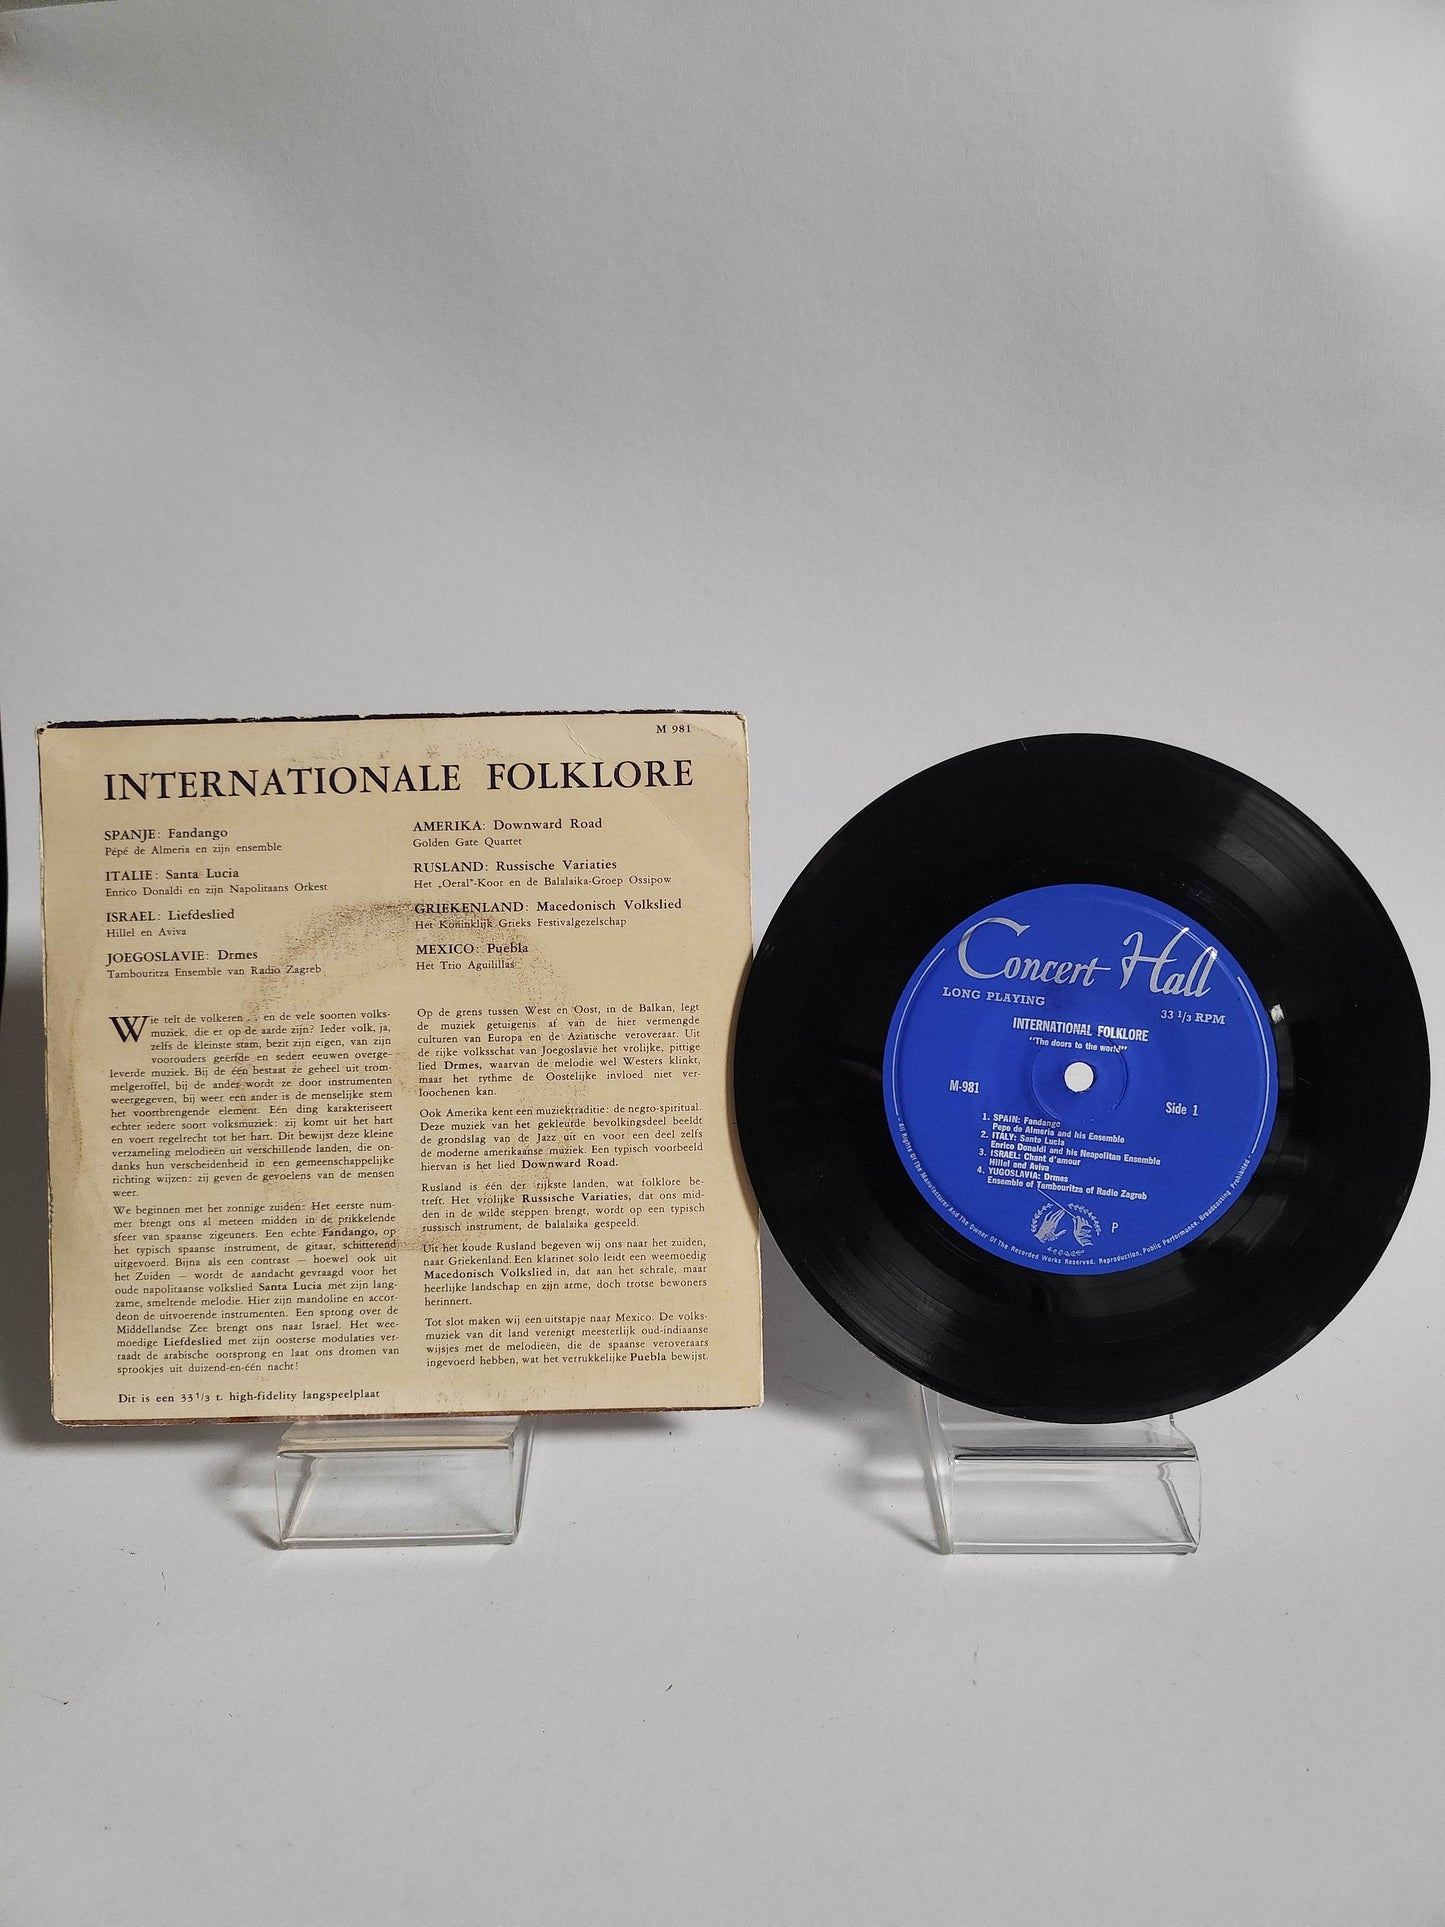 M 981
INTERNATIONALE FOLKLORE
SPANJE: Fandango
Pépé de Almeria en zijn ensemble
ITALIE: Santa Lucia
Enrico Donaldi en zijn Napolitaans Orkest
ISRAEL: Liefdeslied
Hillel en Aviva
JOEGOSLAVIE: Drmes
Tambouritza Ensemble van Radio Zagreb
AMERIKA: Downward Road
Golden Gate Quartet
RUSLAND: Russische Variaties
Het „Oeral"-Koor en de Balalaika-Groep Ossipow
GRIEKENLAND: Macedonisch Volkslied
Het Koninklijk Grieks Festivalgezelschap
MEXICO: Puebla
Het Trio Aguilillas
Wie telt de volkeren . . en de vele soorten volks-
muziek, die er op de aarde zijn? Ieder volk, ja,
zelfs de kleinste stam, bezit zijn eigen, van zijn
voorouders geërfde en sedert eeuwen overge-
leverde muziek. Bij de één bestaat ze geheel uit trom-
melgeroffel, bij de ander wordt ze door instrumenten
weergegeven, bij weer een ander is de menselijke stem
het voortbrengende element. Eén ding karakteriseert
echter iedere soort volksmuziek: zij komt uit het hart
en voert regelrecht tot het hart. Dit bewijst deze kleine
verzameling melodieën uit verschillende landen, die on-
danks hun verscheidenheid in een gemeenschappelijke
richting wijzen: zij geven de gevoelens van de mensen
weer.
We beginnen met het zonnige zuiden: Het eerste num-
mer brengt ons al meteen midden in de prikkelende
sfeer van spaanse zigeuners. Een echte Fandango, op
het typisch spaanse instrument, de gitaar, schitterend
uitgevoerd. Bijna als een contrast — hoewel ook uit
het Zuiden — wordt de aandacht gevraagd voor het
oude napolitaanse volkslied Santa Lucia met zijn lang-
zame, smeltende melodie. Hier zijn mandoline en accor-
deon de uitvoerende instrumenten. Een sprong over de
Middellandse Zee brengt ons naar Israel. Het wee-
moedige Liefdeslied met zijn oosterse modulaties ver-
raadt de arabische oorsprong en laat ons dromen van
sprookjes uit duizend-en-één nacht!
Op de grens tussen West en Oost, in de Balkan, legt
de muziek getuigenis af van de hier vermengde
culturen van Europa en de Aziatische veroveraar. Uit
de rijke volksschat van Joegoslavië het vrolijke, pittige
lied Drmes, waarvan de melodie wel Westers klinkt,
maar het rythme de Oostelijke invloed niet ver-
loochenen kan.
Ook Amerika kent een muziektraditie: de negro-spiritual.
Deze muziek van het gekleurde bevolkingsdeel beeldt
de grondslag van de Jazz uit en voor een deel zelfs
de moderne amerikaanse muziek. Een typisch voorbeeld
hiervan is het lied Downward Road.
Rusland is één der rijkste landen, wat folklore be-
treft. Het vrolijke Russische Variaties, dat ons mid-
den in de wilde steppen brengt, wordt op een typisch
russisch instrument, de balalaika gespeeld.
Uit het koude Rusland begeven wij ons naar het zuiden,
naar Griekenland. Een klarinet solo leidt een weemoedig
Macedonisch Volkslied in, dat aan het schrale, maar
heerlijke landschap en zijn arme, doch trotse bewoners
herinnert.
Tot slot maken wij een uitstapje naar Mexico. De volks-
muziek van dit land verenigt meesterlijk oud-indiaanse
wijsjes met de melodieën, die de spaanse veroveraars
ingevoerd hebben, wat het verrukkelijke Puebla bewijst.
Dit is een 33 1/3 t. high-fidelity langspeelplaat
Concert Hall
LONG PLAYING
33 1/3 RPM
INTERNATIONAL FOLKLORE
"The doors to the world"
M-981
Side 1
1. SPAIN: Fandango
Pepe de Almeria and his Ensemble
2. ITALY: Santa Lucia
Enrico Donaldi and his Neapolitan Ensemble
3. ISRAEL: Chant d'amour
Hillel and Aviva
4. YUGOSLAVIA: Drmes
Ensemble of Tambouritza of Radio Zagreb
P
All Rights Of The Manufacturer And The Owner Of The Recorded Works Reserved. Reproduction, Public Performance, Broadcasting Prohibited